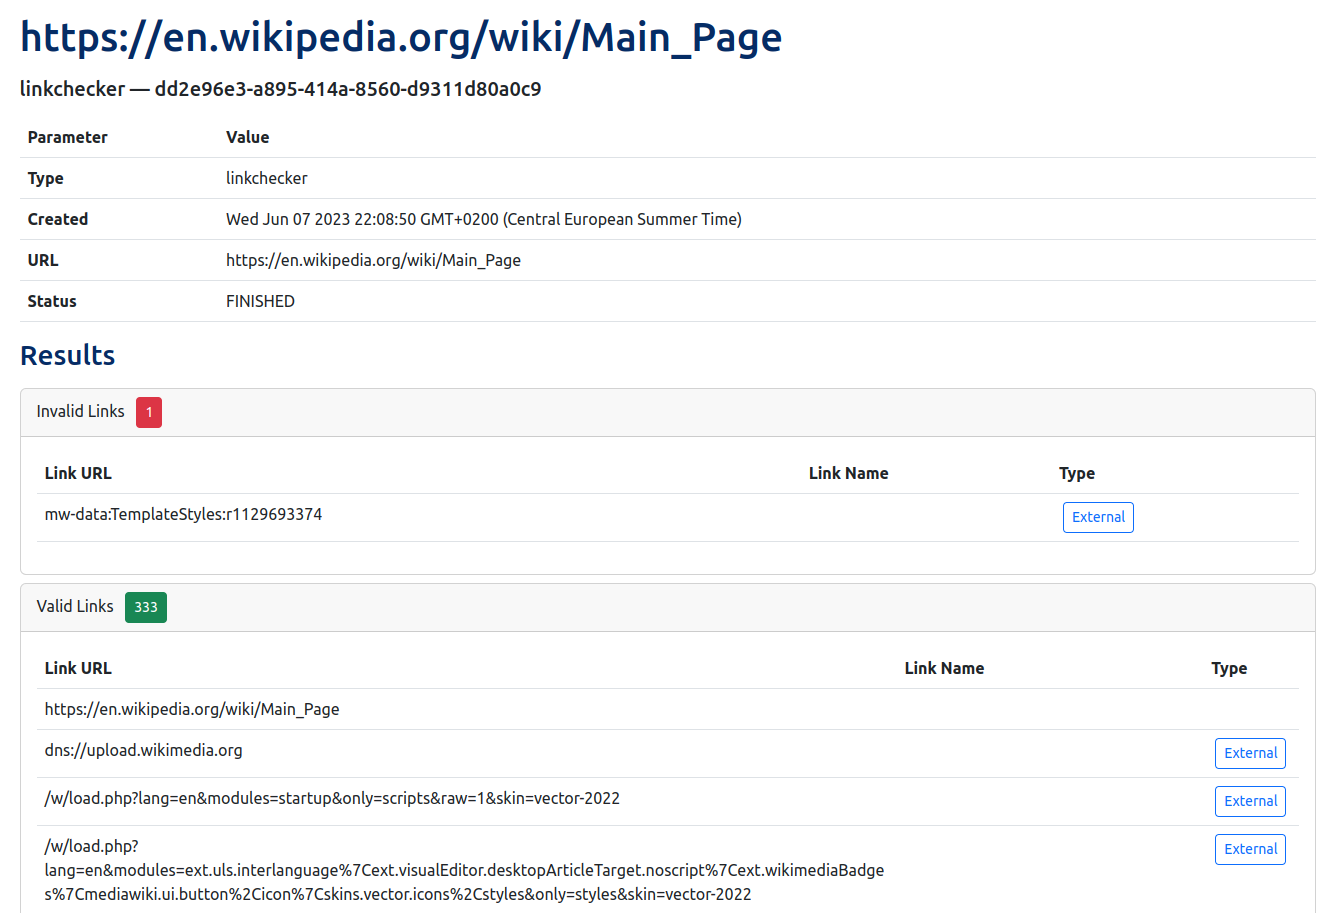 https://en.wikipedia.org/wiki/Main_Page
linkchecker — dd2e96e3-a895-414a-8560-d9311d80a0c9
Parameter Value
Type linkchecker
Created Wed Jun 07 2023 22:08:50 GMT+0200 (Central European Summer Time)
URL https://en.wikipedia.org/wiki/Main_Page
Status FINISHED
Results
Invalid Links 1
Link URL Link Name Type
mw-data:TemplateStyles:r1129693374 External
Valid Links 333
Link URL Link Name Type
https://en.wikipedia.org/wiki/Main_Page
dns://upload.wikimedia.org External
/w/load.php?lang=en&modules=startup&only=scripts&raw=1&skin=vector-2022 External
/w/load.php? External
lang=en&modules=ext.uls.interlanguage%7Cext.visualEditor.desktopArticleTarget.noscript%7Cext.wikimediaBadge
s%7Cmediawiki.ui.button%2Cicon%7Cskins.vector.icons%2Cstyles&only=styles&skin=vector-2022